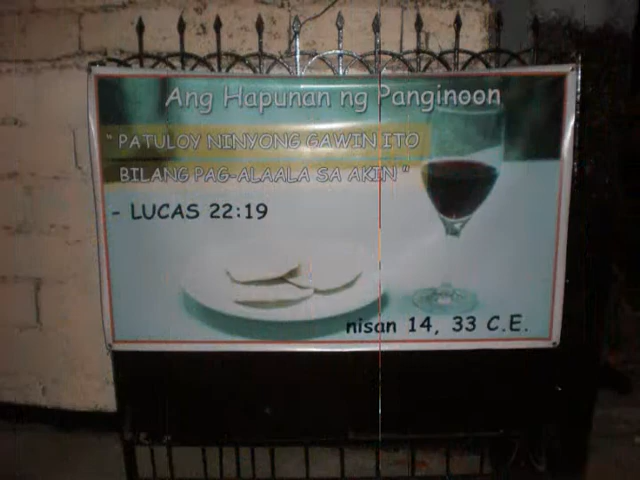 Ang Hapunan ng Panginoon
" PATULOY NINYONG GAWIN ITO
BILANG PAG-ALAALA SA AKIN "
- LUCAS 22:19
nisan 14, 33 C.E.